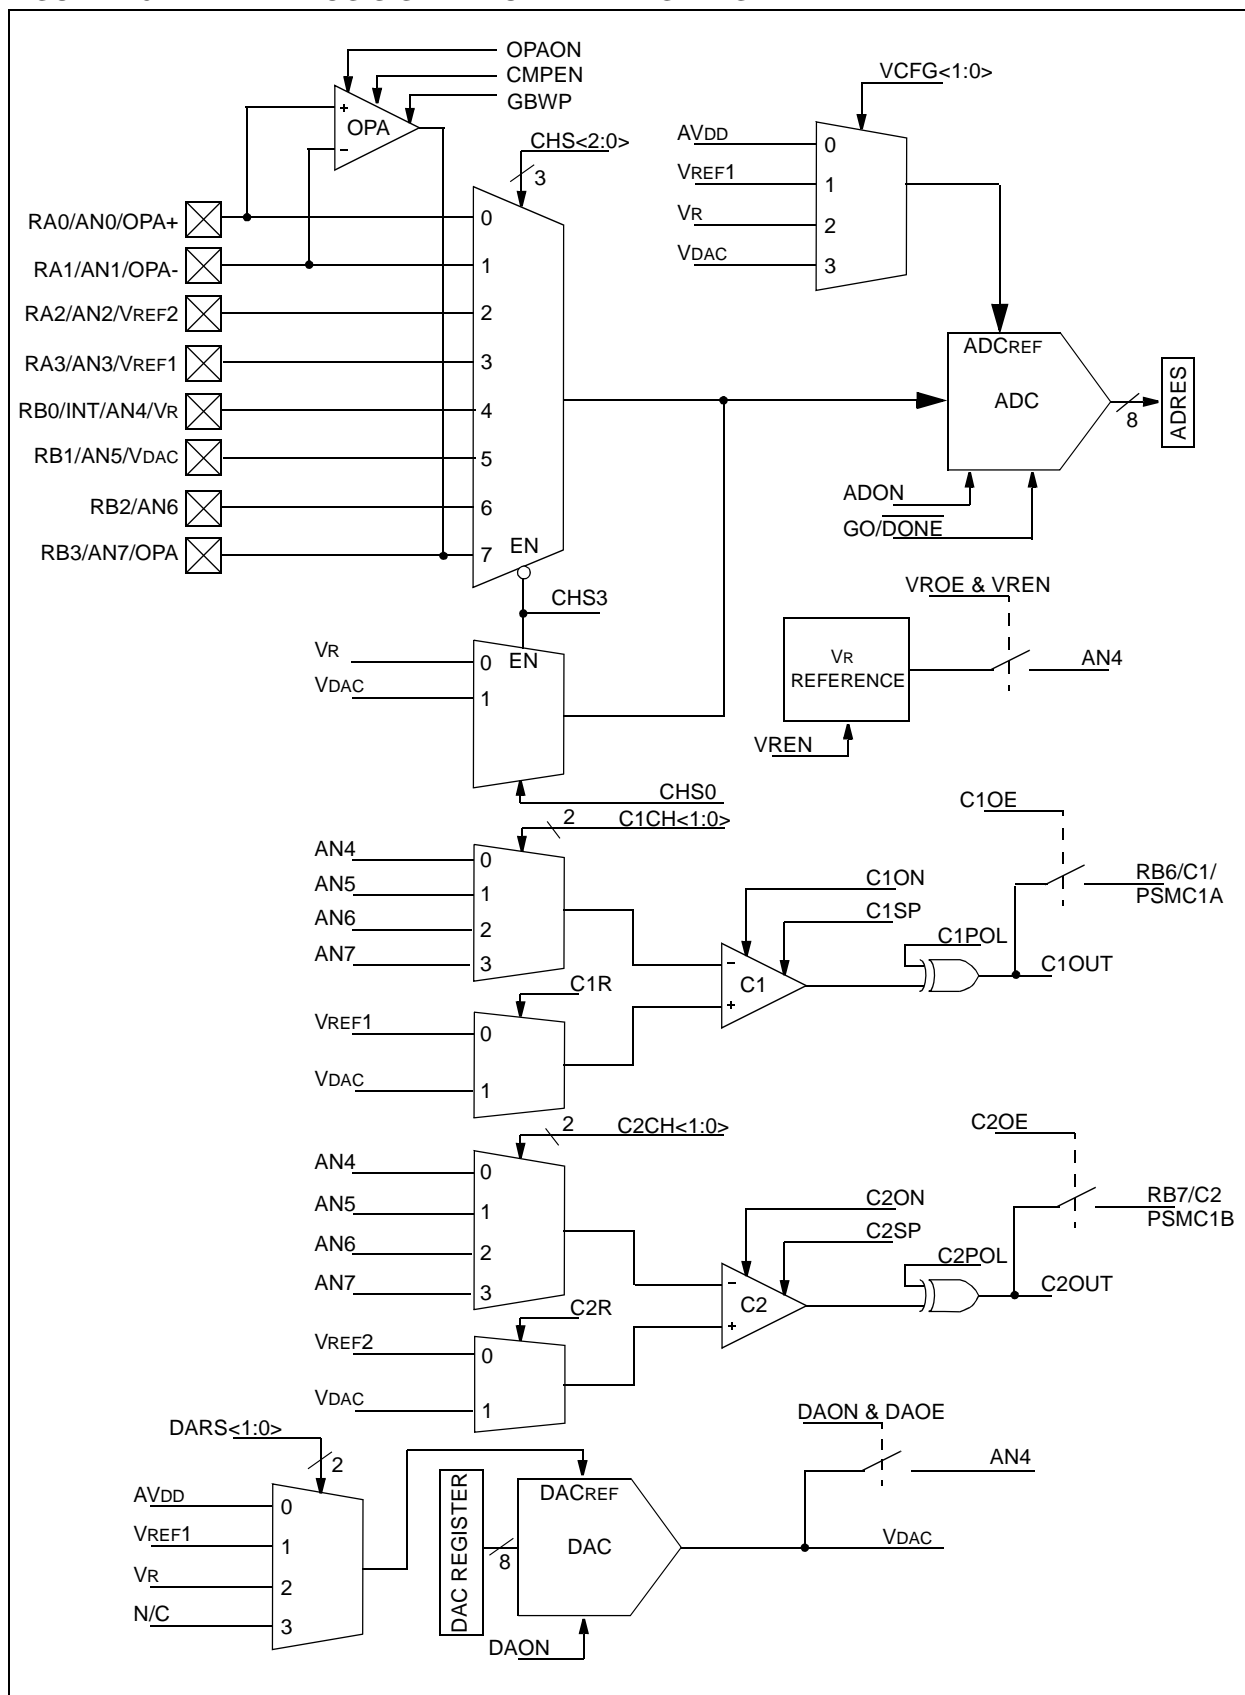 OPAON
CMPEN
GBWP
+
OPA
–
CHS<2:0>
3
VCFG<1:0>
AVDD
0
VREF1
1
VR
2
VDAC
3
RA0/AN0/OPA+
0
RA1/AN1/OPA-
1
RA2/AN2/VREF2
2
RA3/AN3/VREF1
3
RB0/INT/AN4/VR
4
RB1/AN5/VDAC
5
RB2/AN6
6
RB3/AN7/OPA
7
EN
ADCREF
ADC
8
ADRES
ADON
GO/DONE
CHS3
VR
0
EN
VDAC
1
CHS0
VROE & VREN
VR
REFERENCE
AN4
VREN
2
C1CH<1:0>
AN4
0
AN5
1
AN6
2
AN7
3
C1R
VREF1
0
VDAC
1
C1ON
C1SP
–
C1
+
C1POL
C1OE
RB6/C1/
PSMC1A
C1OUT
2
C2CH<1:0>
AN4
0
AN5
1
AN6
2
AN7
3
C2R
VREF2
0
VDAC
1
C2ON
C2SP
–
C2
+
C2POL
C2OE
RB7/C2
PSMC1B
C2OUT
DARS<1:0>
2
AVDD
0
VREF1
1
VR
2
N/C
3
DAC REGISTER
8
DACREF
DAC
DAON
DAON & DAOE
AN4
VDAC